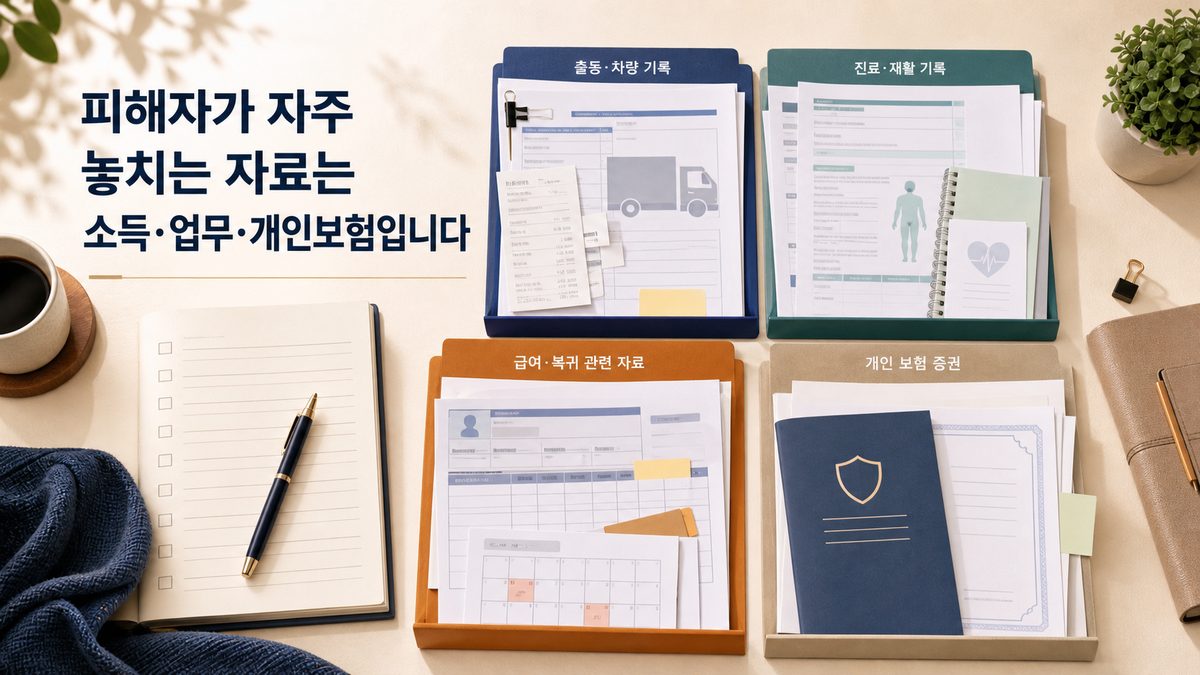 피해자가 자주
놓치는 자료는
소득·업무·개인보험입니다
출동·차량 기록
진료·재활 기록
급여·복귀 관련 자료
개인 보험 증권